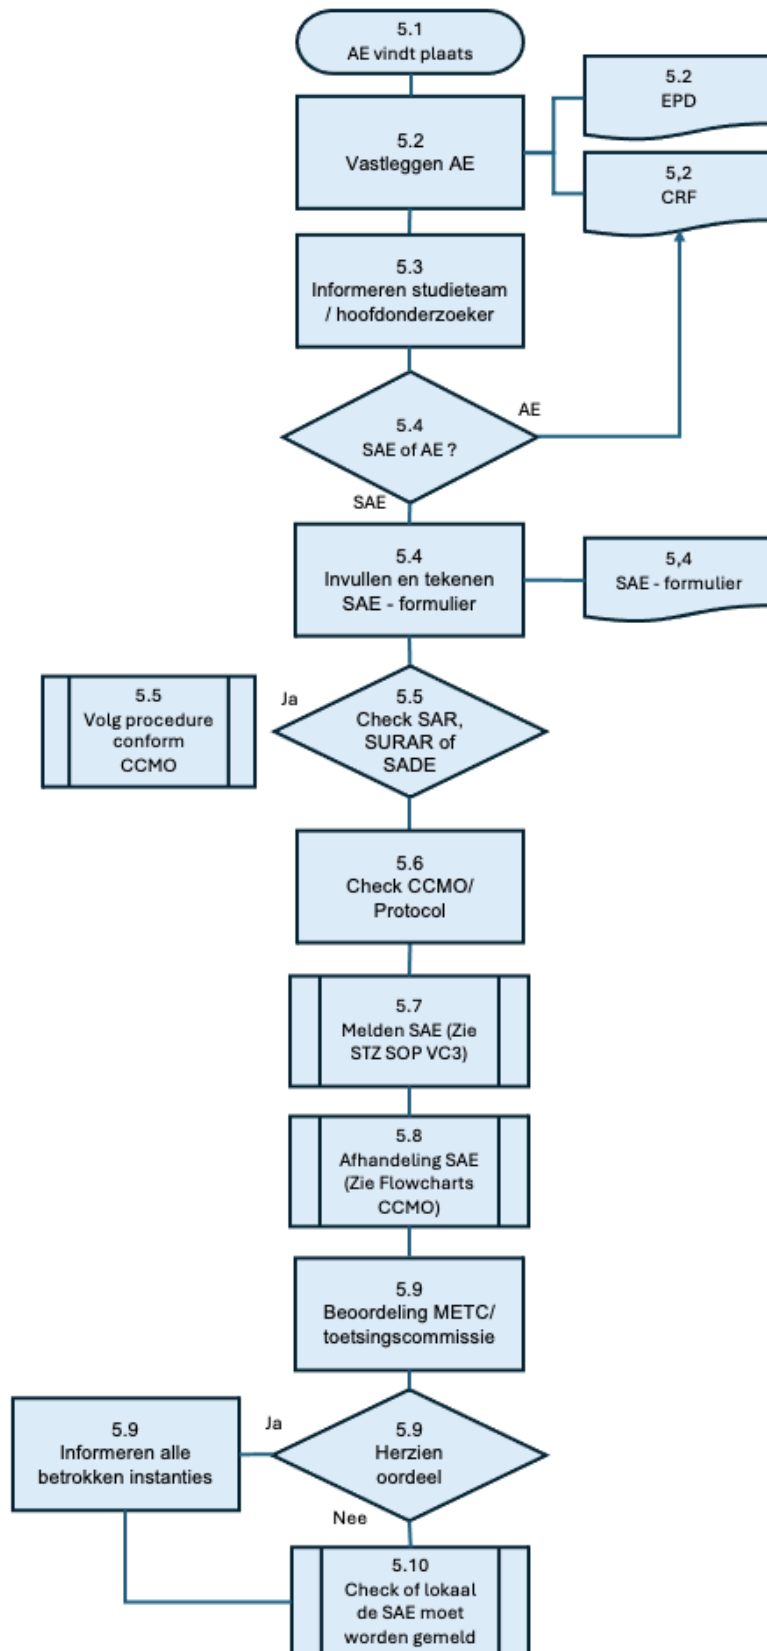 5.1
AE vindt plaats
5.2
EPD
5.2
Vastleggen AE
5,2
CRF
5.3
Informeren studieteam
/ hoofdonderzoeker
AE
5.4
SAE of AE ?
SAE
5.4
Invullen en tekenen
SAE - formulier
5,4
SAE - formulier
5.5
Volg procedure
conform
CCMO
Ja
5.5
Check SAR,
SURAR of
SADE
5.6
Check CCMO/
Protocol
5.7
Melden SAE (Zie
STZ SOP VC3)
5.8
Afhandeling SAE
(Zie Flowcharts
CCMO)
5.9
Beoordeling METC/
toetsingscommissie
5.9
Informeren alle
betrokken instanties
Ja
5.9
Herzien
oordeel
Nee
5.10
Check of lokaal
de SAE moet
worden gemeld